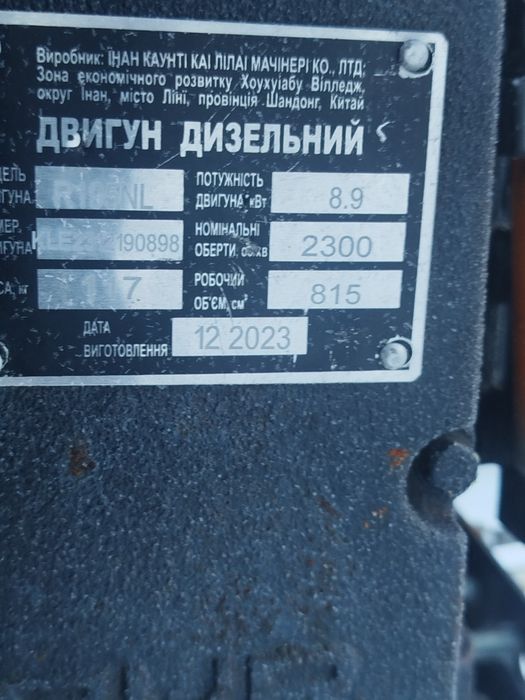 Виробник: ІНАН КАУНТІ КАІ ЛІЛАІ МАЧІНЕРІ КО., ЛТД;
Зона економічного розвитку Хоухуіабу Вілледж,
округ Інан, місто Ліні, провінція Шандонг, Китай
ДВИГУН ДИЗЕЛЬНИЙ
ПОТУЖНІСТЬ
ДВИГУНА кВт 8.9
190898
НОМІНАЛЬНІ
ОБЕРТИ, об/хв 2300
РОБОЧИЙ
ОБ'ЄМ, см³ 815
ДАТА
ВИГОТОВЛЕННЯ 12 2023